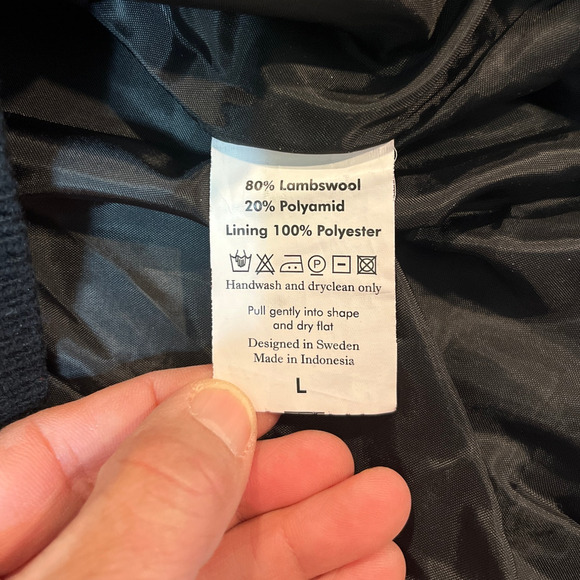 80% Lambswool
20% Polyamid
Lining 100% Polyester
Handwash and dryclean only
Pull gently into shape
and dry flat
Designed in Sweden
Made in Indonesia
L